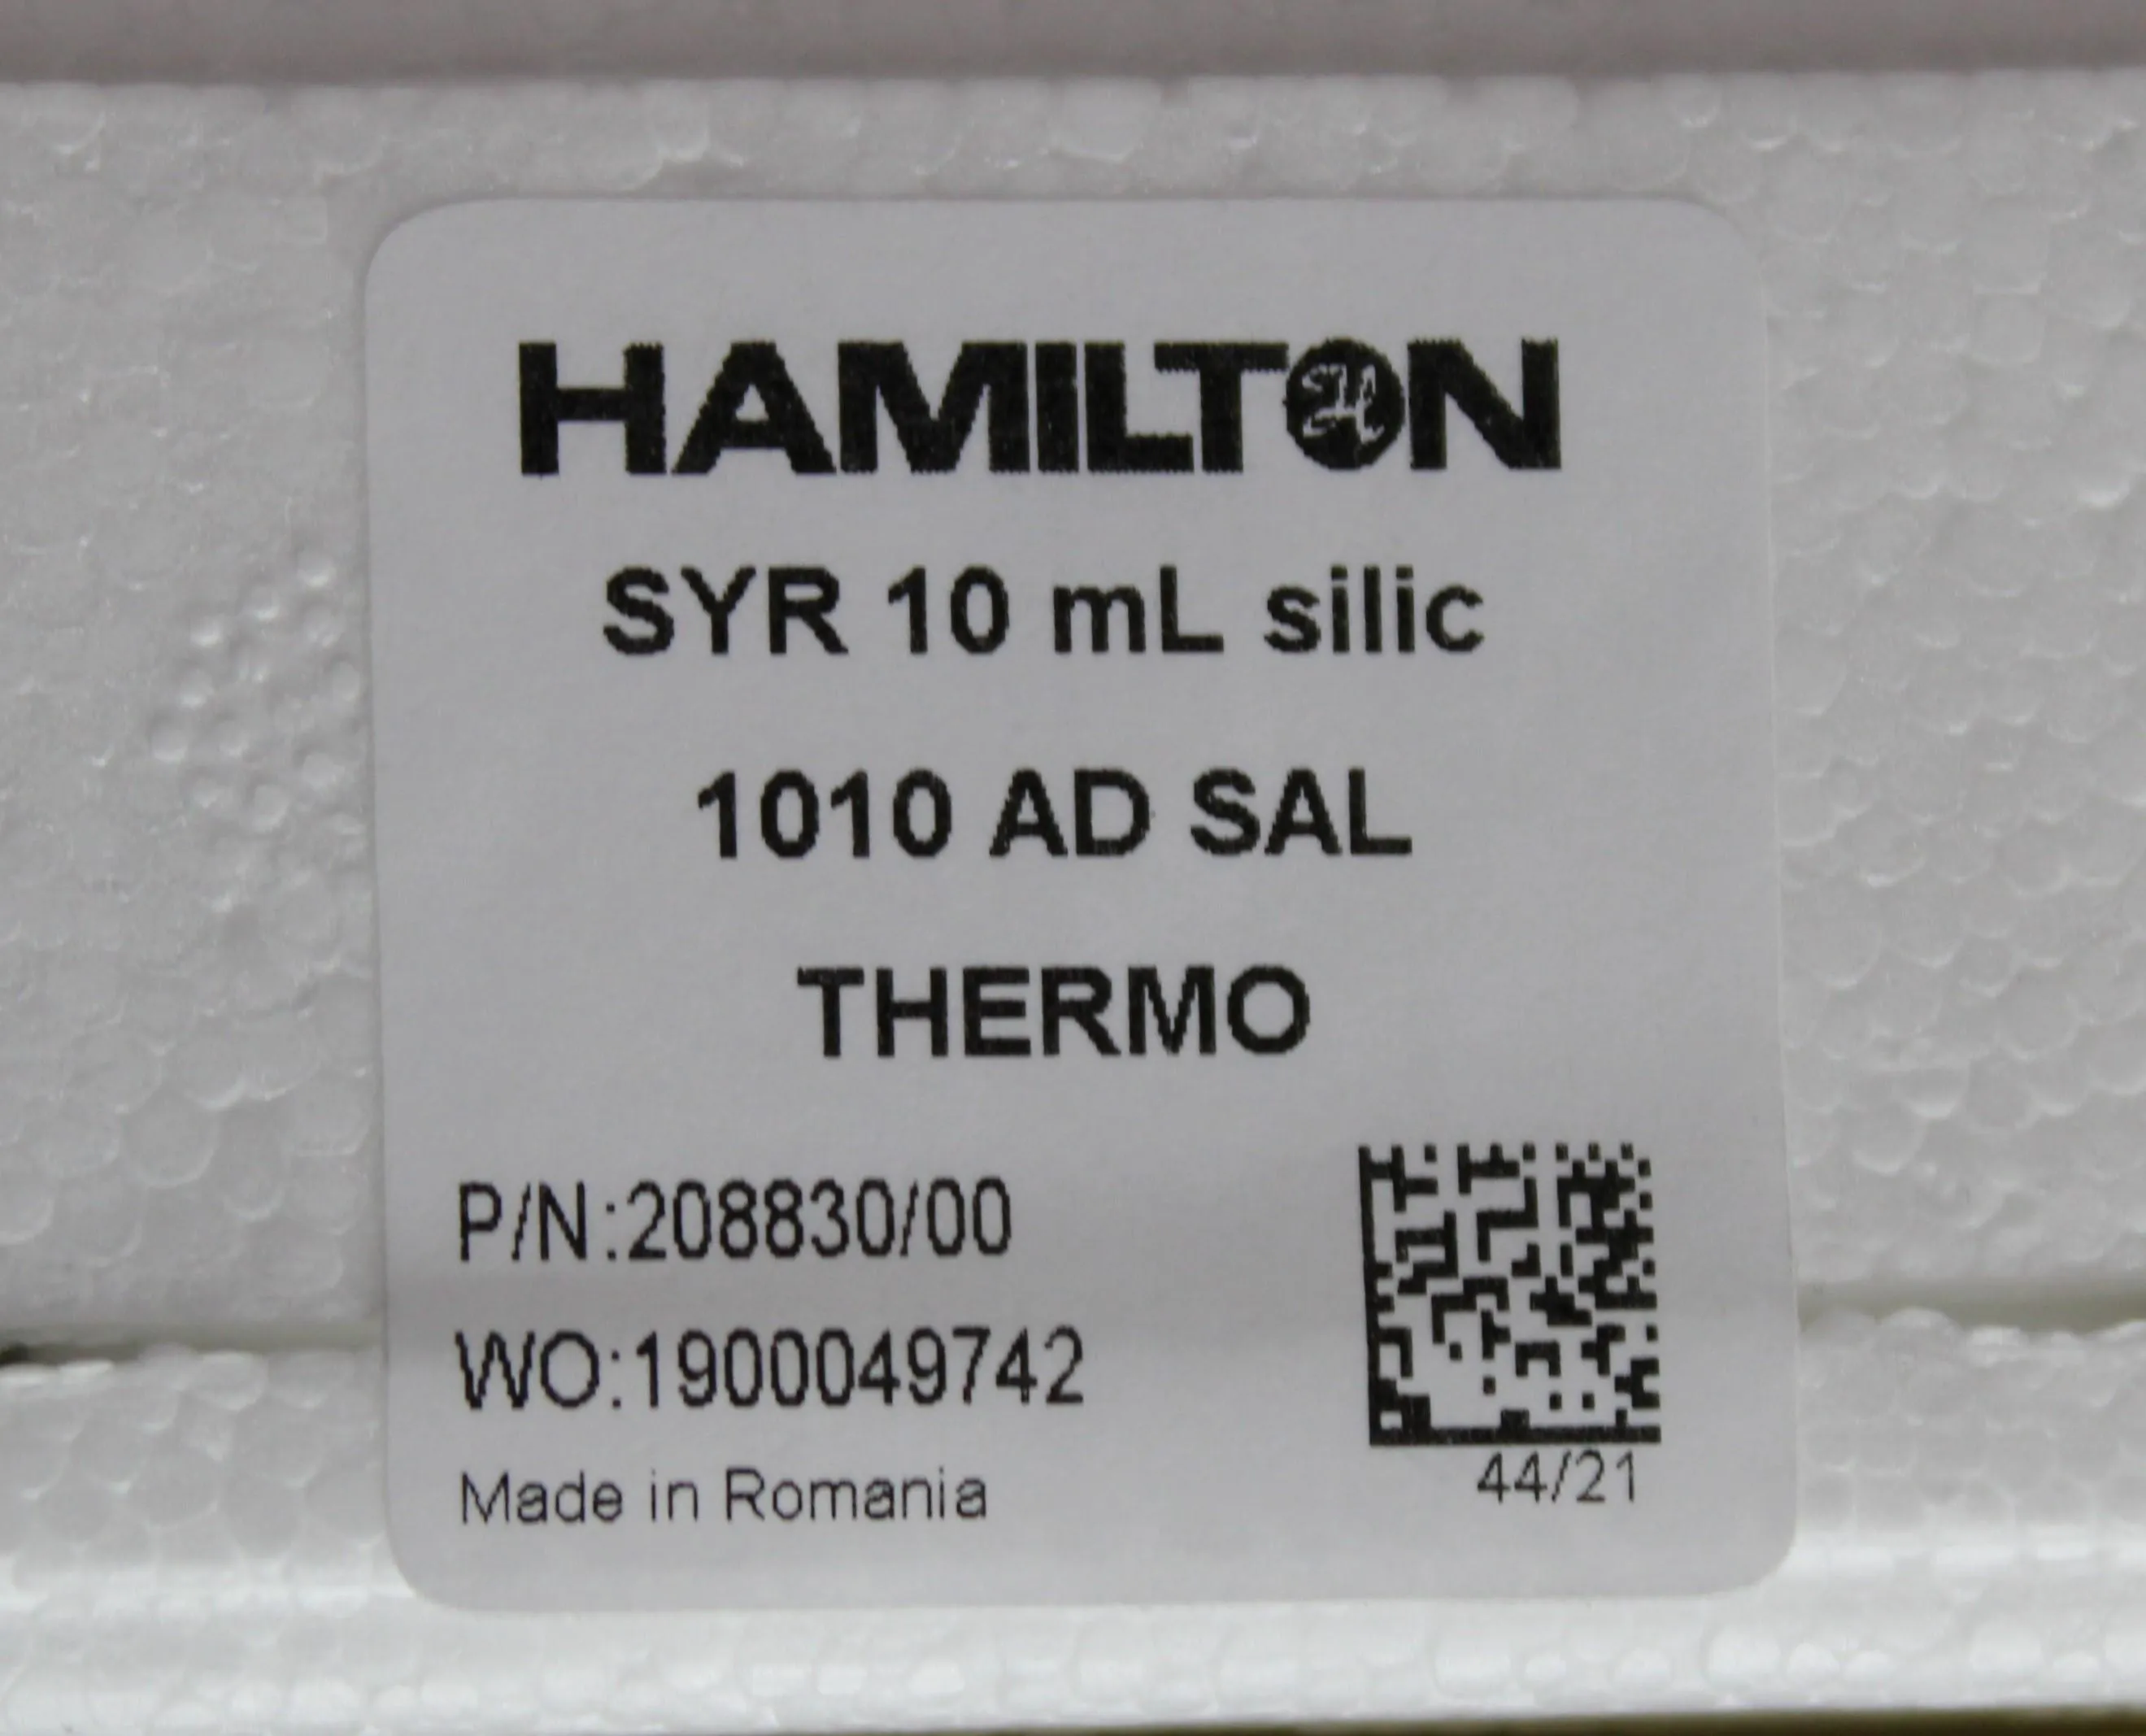 HAMILTON
SYR 10 mL silic
1010 AD SAL
THERMO
P/N:208830/00
WO:1900049742
Made in Romania
44/21